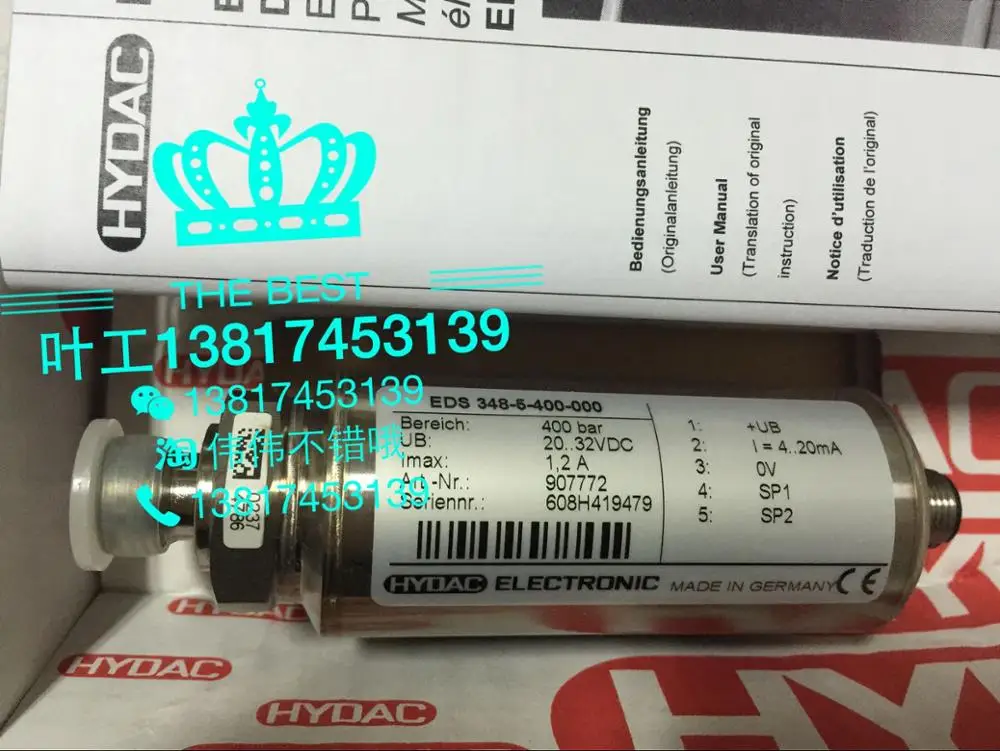 HYDAC
Bedienungsanleitung
(Originalanleitung)
User Manual
(Translation of original
instruction)
Notice d'utilisation
(Traduction de l'original)
THE BEST
叶工13817453139
13817453139
淘 伟伟不错哦
13817453139
EDS 348-5-400-000
Bereich: 400 bar
UB: 20..32VDC
Imax: 1,2 A
Art.-Nr.: 907772
Seriennr.: 608H419479
1: +UB
2: I = 4..20mA
3: 0V
4: SP1
5: SP2
HYDAC ELECTRONIC MADE IN GERMANY CE
HYDAC
HYDAC
HYDAC